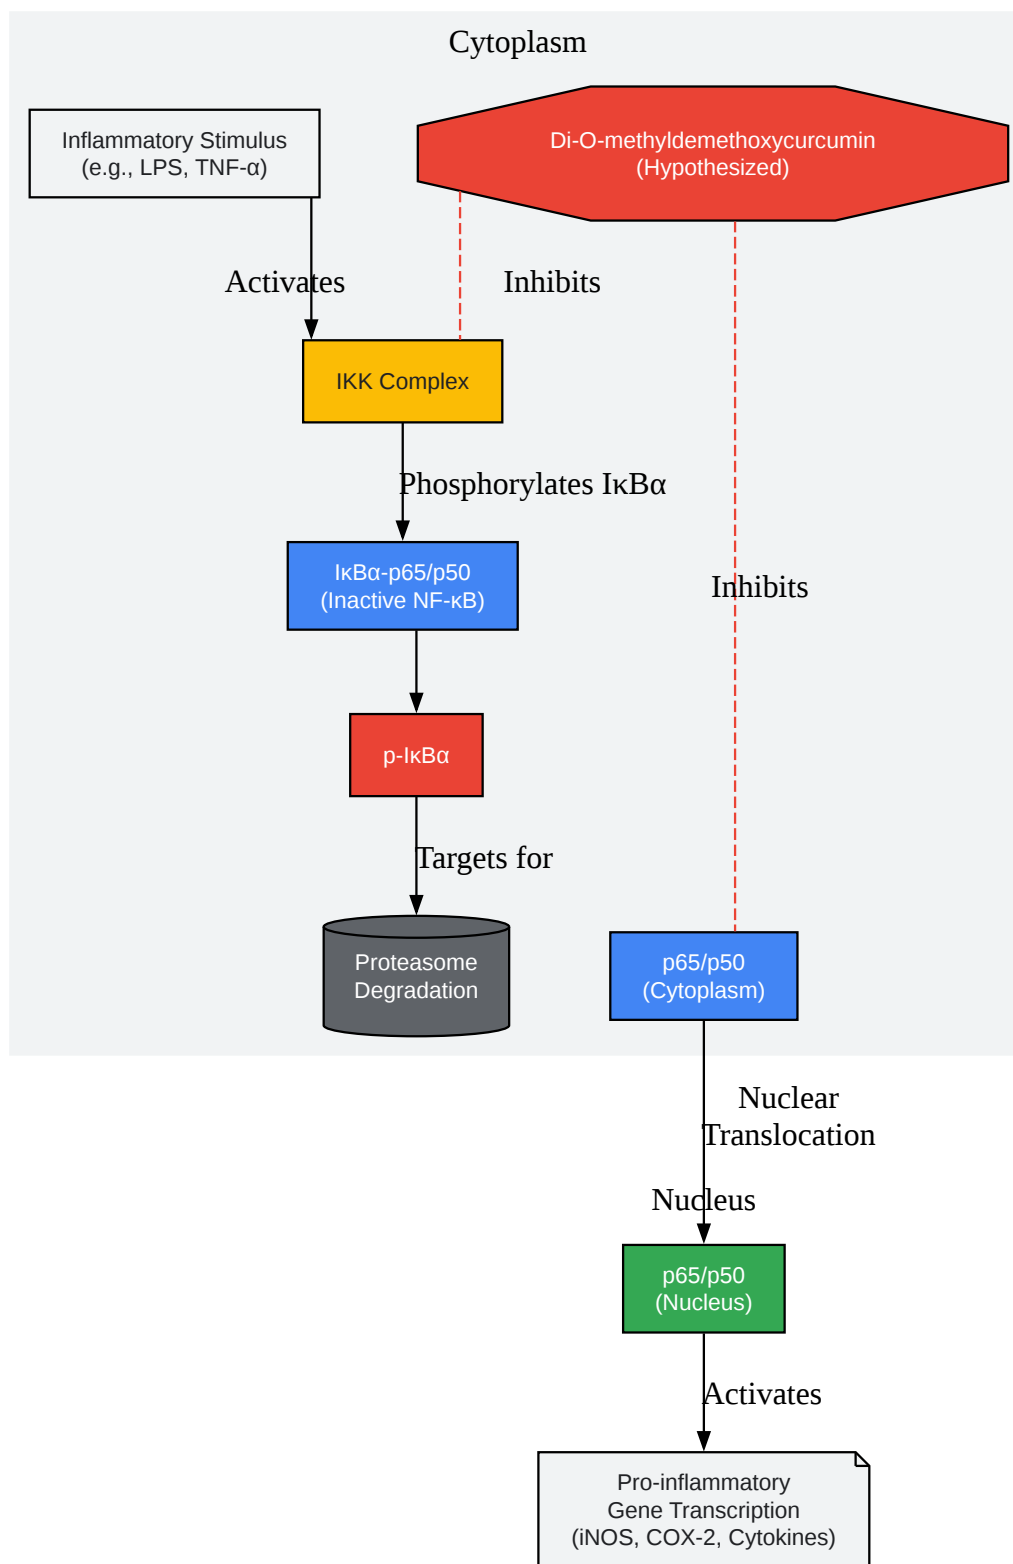 Cytoplasm
Inflammatory Stimulus
(e.g., LPS, TNF-α)
Di-O-methyldemethoxycurcumin
(Hypothesized)
Activates
Inhibits
IKK Complex
Phosphorylates IκBα
IκBα-p65/p50
(Inactive NF-κB)
Inhibits
p-IκBα
Targets for
Proteasome
Degradation
p65/p50
(Cytoplasm)
Nuclear
Translocation
Nucleus
p65/p50
(Nucleus)
Activates
Pro-inflammatory
Gene Transcription
(iNOS, COX-2, Cytokines)